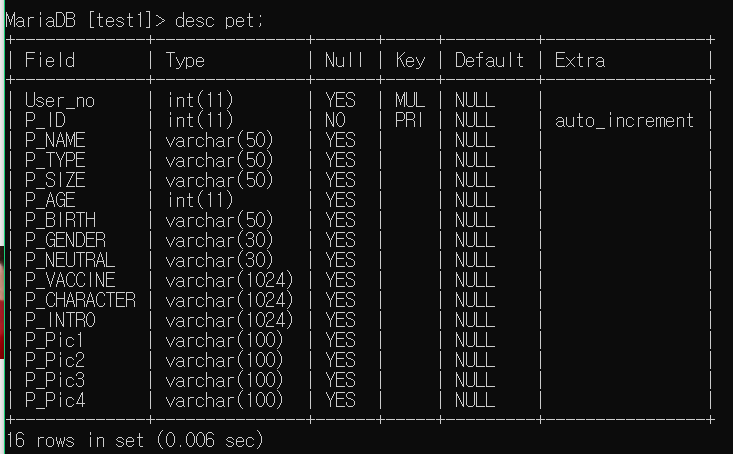 MariaDB [test1]> desc pet;
+-------------+---------------+------+-----+---------+----------------+
| Field       | Type          | Null | Key | Default | Extra          |
+-------------+---------------+------+-----+---------+----------------+
| User_no     | int(11)       | YES  | MUL | NULL    |                |
| P_ID        | int(11)       | NO   | PRI | NULL    | auto_increment |
| P_NAME      | varchar(50)   | YES  |     | NULL    |                |
| P_TYPE      | varchar(50)   | YES  |     | NULL    |                |
| P_SIZE      | varchar(50)   | YES  |     | NULL    |                |
| P_AGE       | int(11)       | YES  |     | NULL    |                |
| P_BIRTH     | varchar(50)   | YES  |     | NULL    |                |
| P_GENDER    | varchar(30)   | YES  |     | NULL    |                |
| P_NEUTRAL   | varchar(30)   | YES  |     | NULL    |                |
| P_VACCINE   | varchar(1024) | YES  |     | NULL    |                |
| P_CHARACTER | varchar(1024) | YES  |     | NULL    |                |
| P_INTRO     | varchar(1024) | YES  |     | NULL    |                |
| P_Pic1      | varchar(100)  | YES  |     | NULL    |                |
| P_Pic2      | varchar(100)  | YES  |     | NULL    |                |
| P_Pic3      | varchar(100)  | YES  |     | NULL    |                |
| P_Pic4      | varchar(100)  | YES  |     | NULL    |                |
+-------------+---------------+------+-----+---------+----------------+
16 rows in set (0.006 sec)